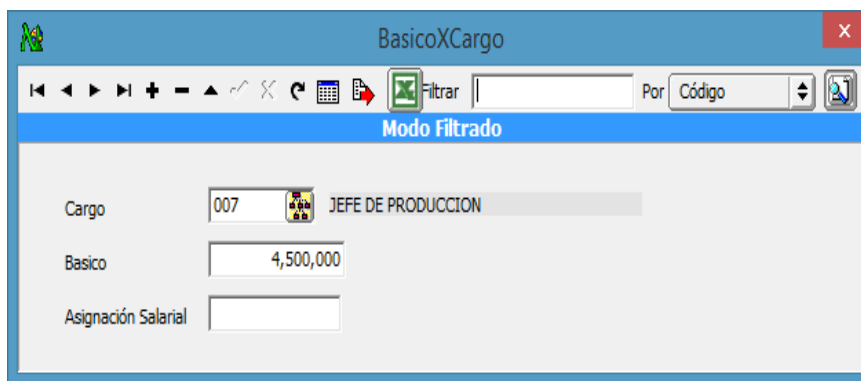 BasicoXCargo
Filtrar Por Código
Modo Filtrado
Cargo 007 JEFE DE PRODUCCION
Basico 4,500,000
Asignación Salarial